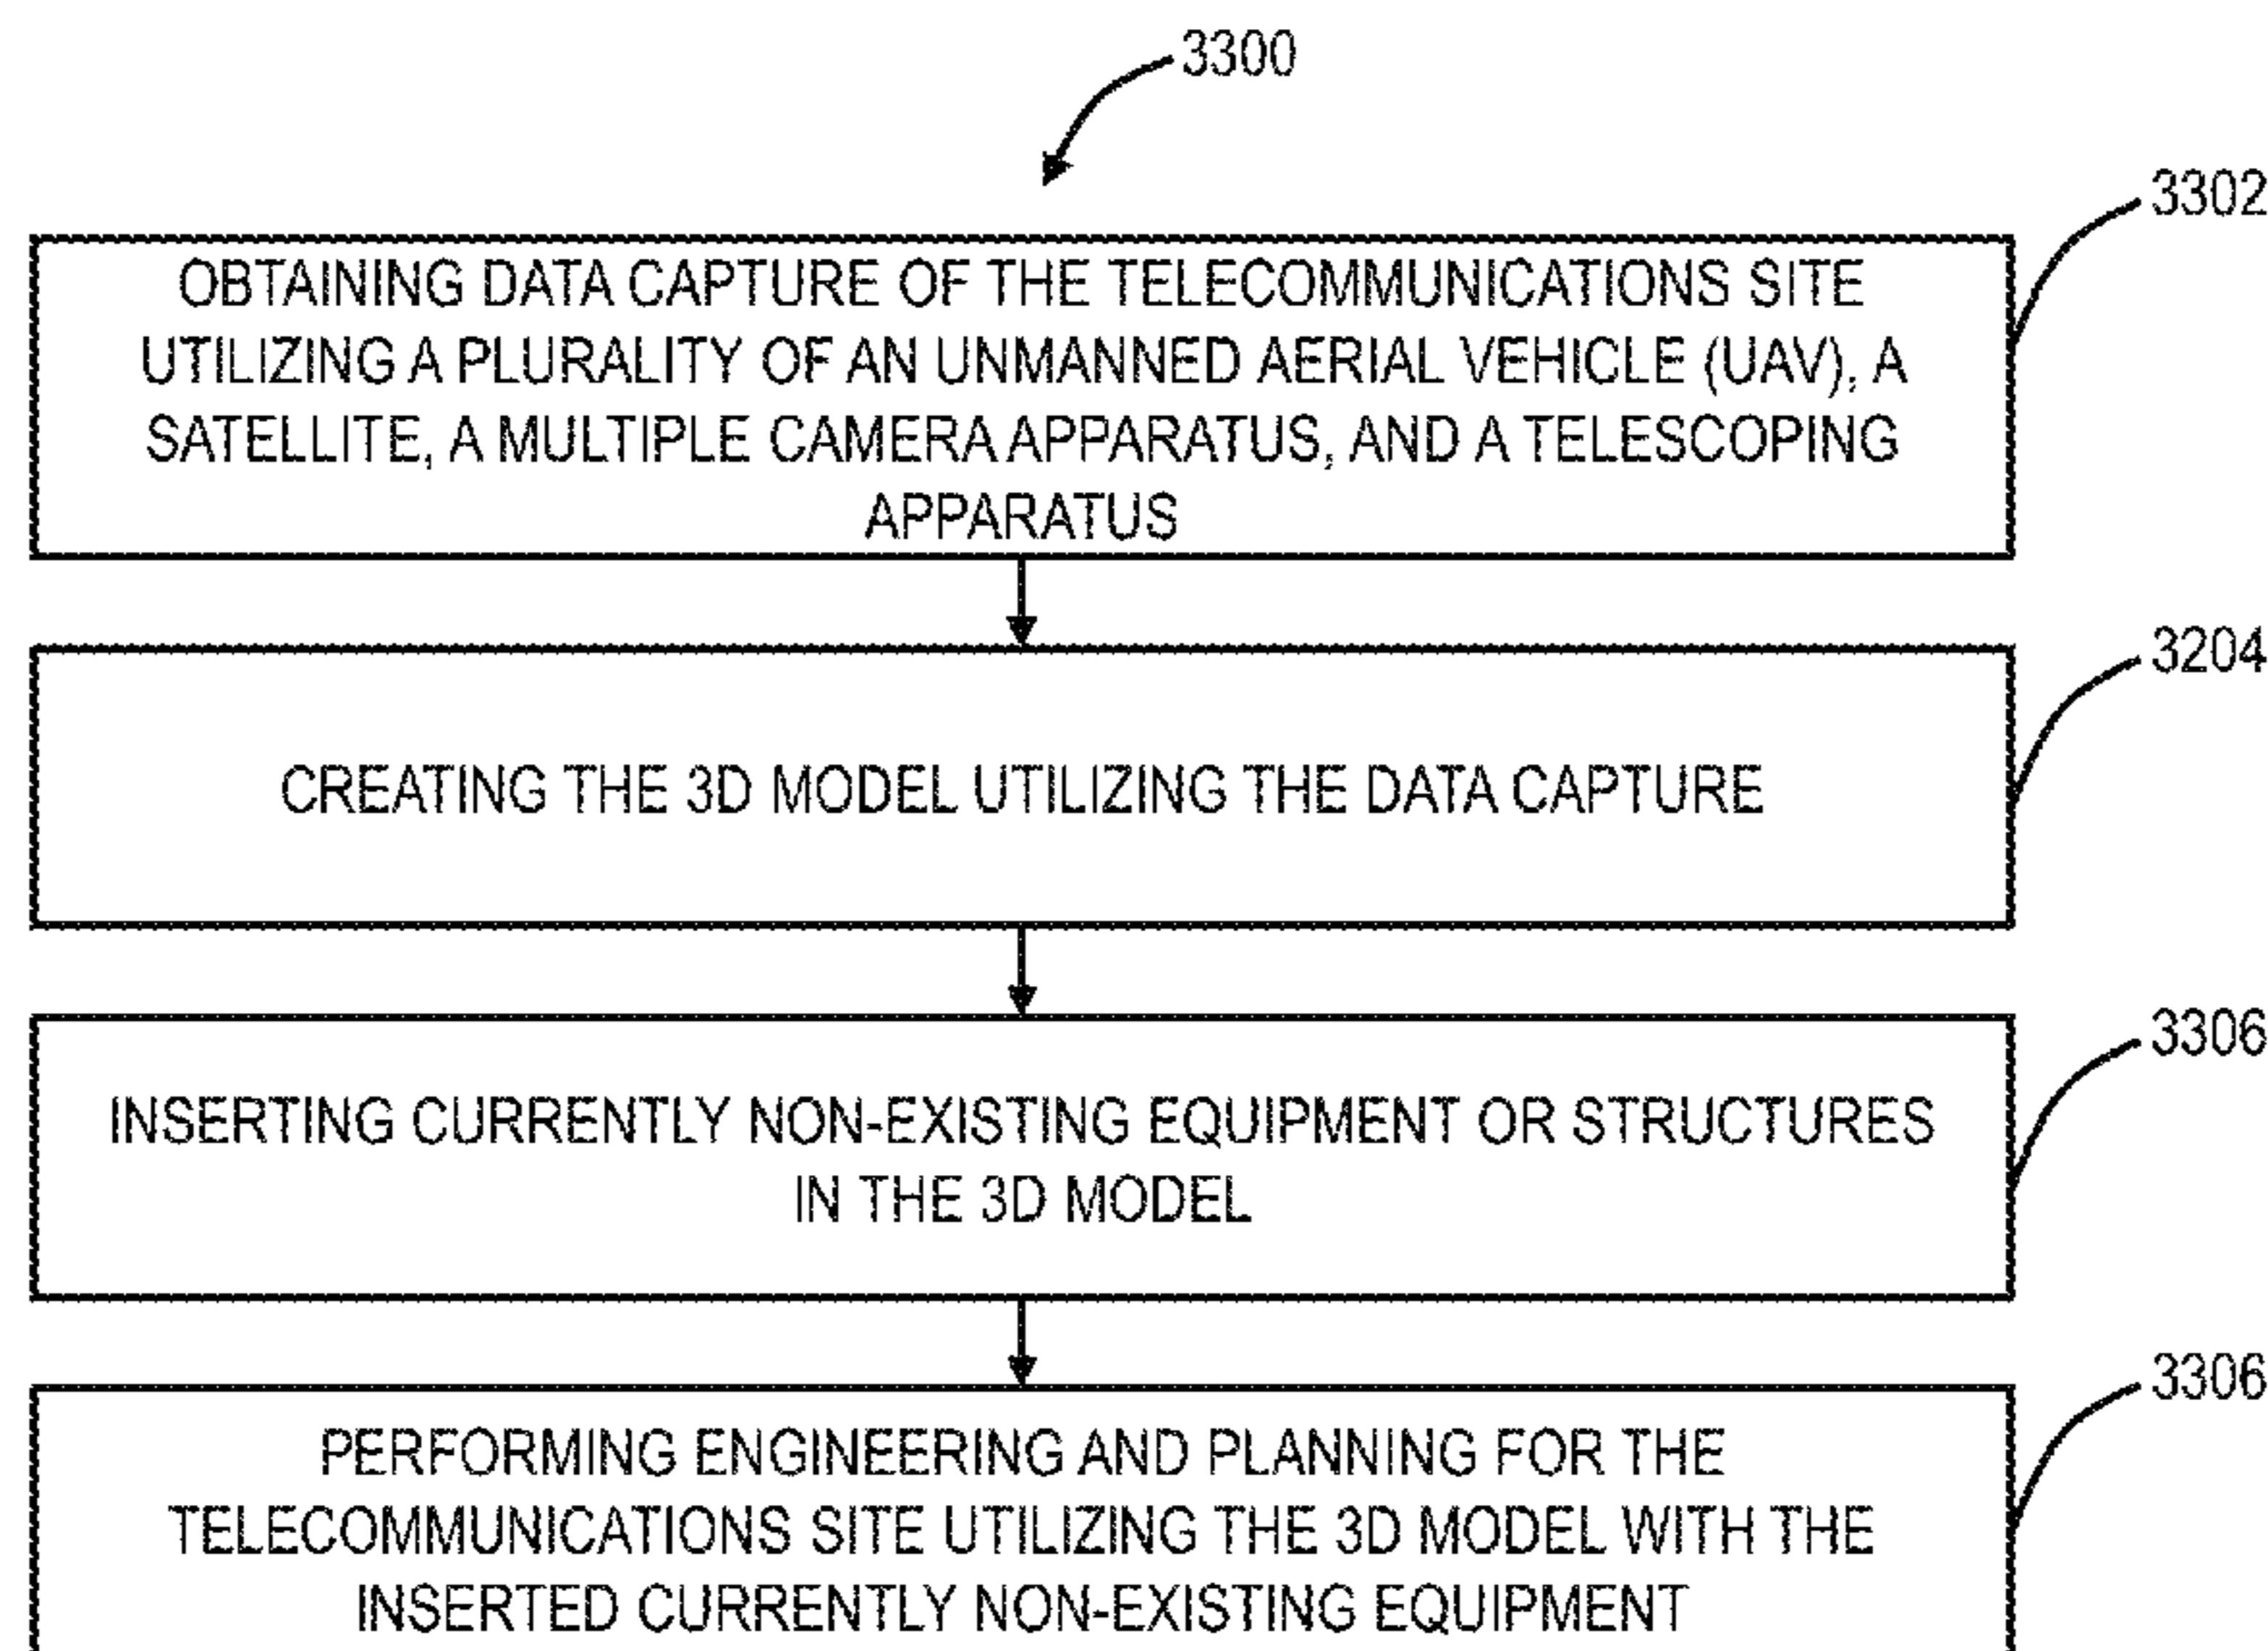 3300
3302
OBTAINING DATA CAPTURE OF THE TELECOMMUNICATIONS SITE
UTILIZING A PLURALITY OF AN UNMANNED AERIAL VEHICLE (UAV), A
SATELLITE, A MULTIPLE CAMERA APPARATUS, AND A TELESCOPING
APPARATUS
3204
CREATING THE 3D MODEL UTILIZING THE DATA CAPTURE
3306
INSERTING CURRENTLY NON-EXISTING EQUIPMENT OR STRUCTURES
IN THE 3D MODEL
3306
PERFORMING ENGINEERING AND PLANNING FOR THE
TELECOMMUNICATIONS SITE UTILIZING THE 3D MODEL WITH THE
INSERTED CURRENTLY NON-EXISTING EQUIPMENT